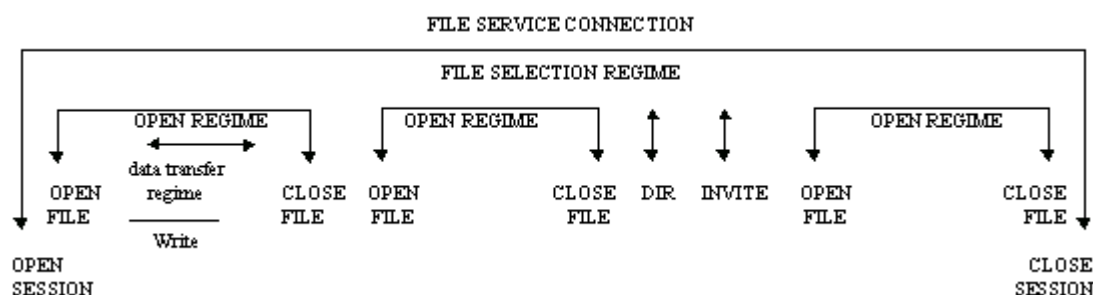 FILE SERVICE CONNECTION
FILE SELECTION REGIME
OPEN REGIME
OPEN REGIME
OPEN REGIME
data transfer
regime
Write
OPEN
FILE
CLOSE
FILE
OPEN
FILE
CLOSE
FILE
DIR
INVITE
OPEN
FILE
CLOSE
FILE
OPEN
SESSION
CLOSE
SESSION